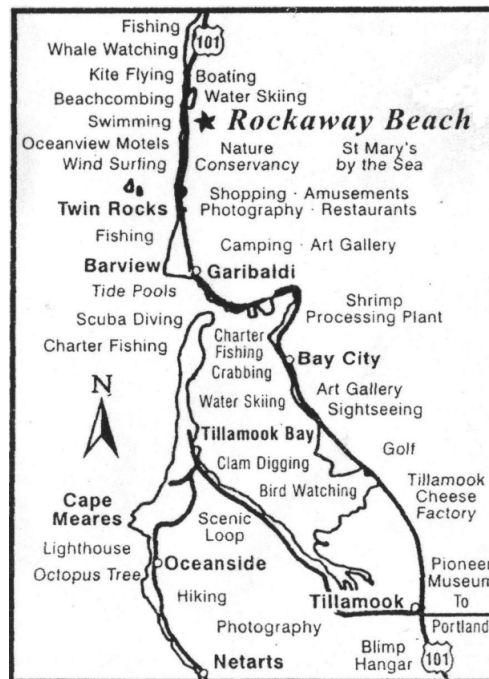 Fishing
101
Whale Watching
Kite Flying
Boating
Beachcombing
Water Skiing
Swimming
Rockaway Beach
Oceanview Motels
Nature
Conservancy
St Mary's
by the Sea
Wind Surfing
Shopping · Amusements
Twin Rocks
Photography · Restaurants
Fishing
Camping · Art Gallery
Barview
Garibaldi
Tide Pools
Shrimp
Processing Plant
Scuba Diving
Charter Fishing
Charter
Fishing
Crabbing
Bay City
N
Art Gallery
Sightseeing
Water Skiing
Tillamook Bay
Golf
Clam Digging
Tillamook
Cheese
Factory
Bird Watching
Cape
Meares
Scenic
Loop
Lighthouse
Octopus Tree
Oceanside
Pioneer
Museum
Hiking
Tillamook
To
Portland
Photography
Blimp
Hangar
101
Netarts